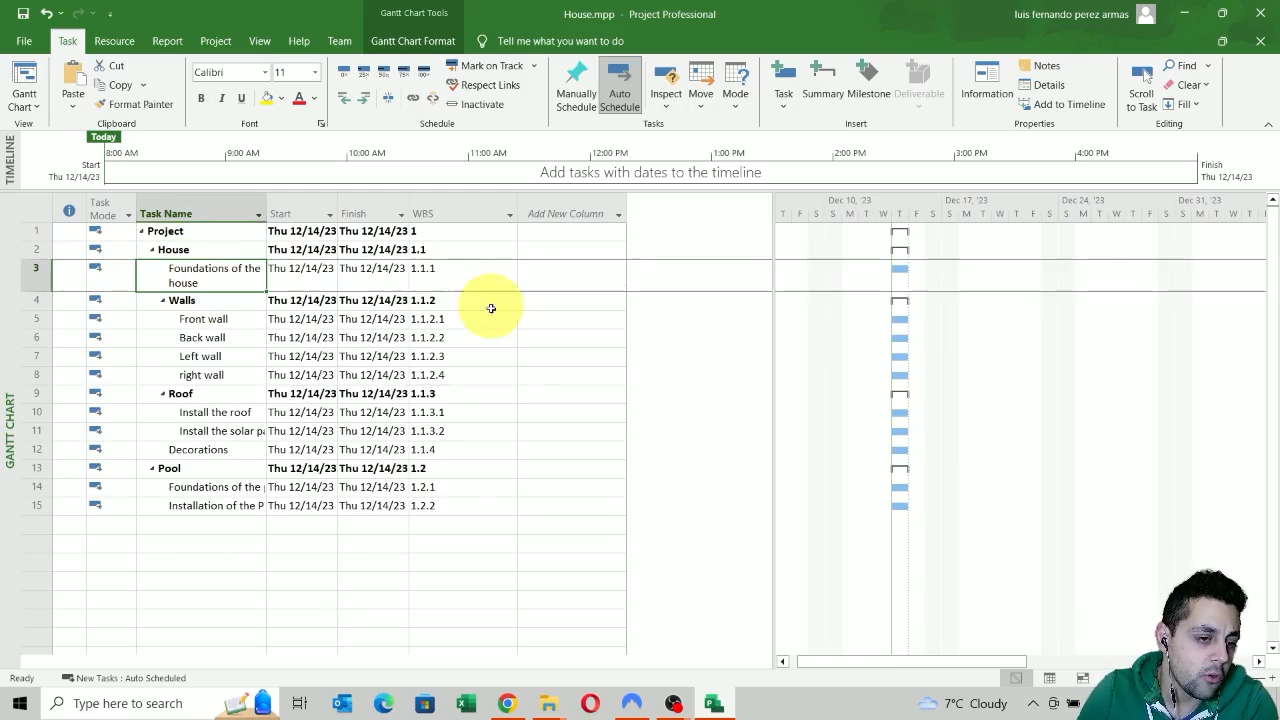 Gantt Chart Tools
House.mpp - Project Professional
luis fernando perez armas
File Task Resource Report Project View Help Team Gantt Chart Format Tell me what you want to do
Gantt Chart
View
Paste
Cut
Copy
Format Painter
Clipboard
Calibri 11
B I U A
Font
0% 25% 50% 75% 100%
Mark on Track
Respect Links
Inactivate
Schedule
Manually Schedule
Auto Schedule
Inspect
Move
Mode
Tasks
Task
Summary
Milestone
Deliverable
Insert
Information
Notes
Details
Add to Timeline
Properties
Scroll to Task
Find
Clear
Fill
Editing
TIMELINE
Today
8:00 AM 9:00 AM 10:00 AM 11:00 AM 12:00 PM 1:00 PM 2:00 PM 3:00 PM 4:00 PM
Start
Thu 12/14/23
Add tasks with dates to the timeline
Finish
Thu 12/14/23
GANTT CHART
Task Mode Task Name Start Finish WBS Add New Column
Dec 10, '23 Dec 17, '23 Dec 24, '23 Dec 31, '23
T F S S M T W T F S S M T W T F S S M T W T F S S M T W T
1 Project Thu 12/14/23 Thu 12/14/23 1
2 House Thu 12/14/23 Thu 12/14/23 1.1
3 Foundations of the house Thu 12/14/23 Thu 12/14/23 1.1.1
4 Walls Thu 12/14/23 Thu 12/14/23 1.1.2
5 Front wall Thu 12/14/23 Thu 12/14/23 1.1.2.1
6 Back wall Thu 12/14/23 Thu 12/14/23 1.1.2.2
7 Left wall Thu 12/14/23 Thu 12/14/23 1.1.2.3
8 right wall Thu 12/14/23 Thu 12/14/23 1.1.2.4
9 Roof Thu 12/14/23 Thu 12/14/23 1.1.3
10 Install the roof Thu 12/14/23 Thu 12/14/23 1.1.3.1
11 Install the solar pa Thu 12/14/23 Thu 12/14/23 1.1.3.2
12 Decorations Thu 12/14/23 Thu 12/14/23 1.1.4
13 Pool Thu 12/14/23 Thu 12/14/23 1.2
14 Foundations of the Thu 12/14/23 Thu 12/14/23 1.2.1
15 Installation of the P Thu 12/14/23 Thu 12/14/23 1.2.2
Ready New Tasks : Auto Scheduled
Type here to search
7°C Cloudy